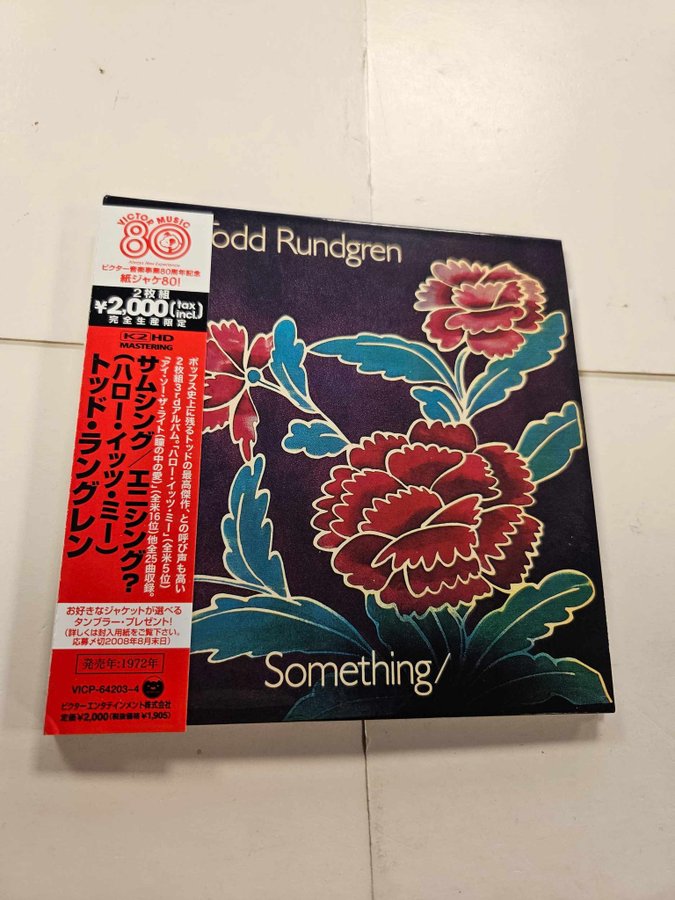 Todd Rundgren
Something/
VICTOR MUSIC
80
ビクター音楽事業80周年記念
紙ジャケ80!
2枚組
¥2,000(tax incl.)
完全生産限定
K2 HD
MASTERING
ポップス史上に残るトッドの最高傑作、との呼び声も高い
2枚組3rdアルバム。「ハロー・イッツ・ミー」(全米5位)
「アイ・ソー・ザ・ライト(瞳の中の愛)」(全米16位)他全25曲収録。
サムシング/エニシング?
(ハロー・イッツ・ミー)
トッド・ラングレン
お好きなジャケットが選べる
タンブラー・プレゼント!
(詳しくは封入用紙をご覧下さい。
応募〆切2008年8月末日)
発売年:1972年
VICP-64203~4
ビクターエンタテインメント株式会社
定価¥2,000(税抜価格¥1,905)